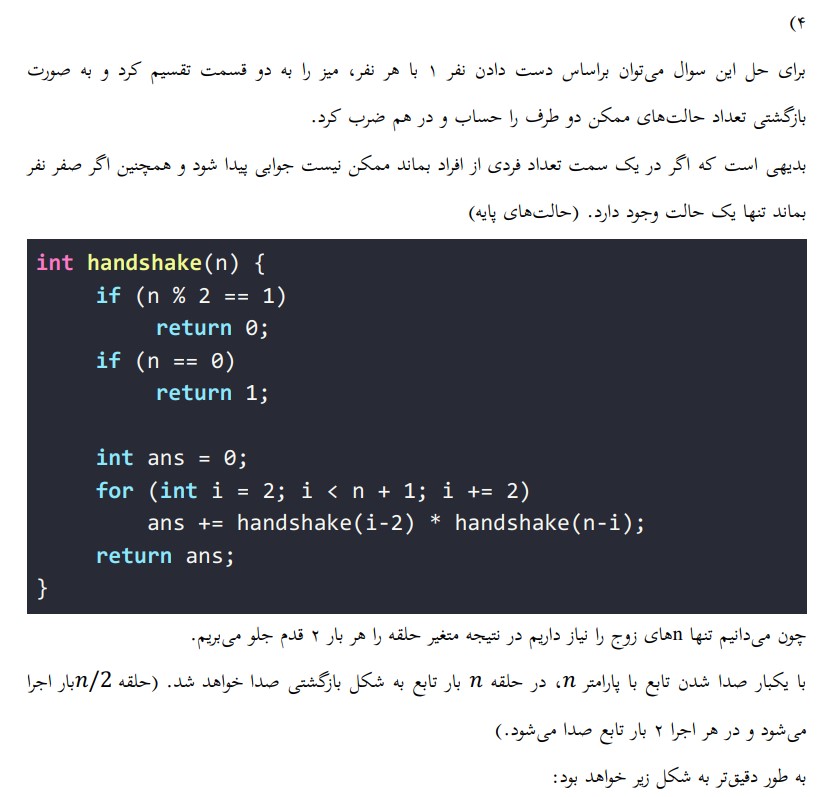 ۴)
برای حل این سوال می‌توان براساس دست دادن نفر ۱ با هر نفر، میز را به دو قسمت تقسیم کرد و به صورت
بازگشتی تعداد حالت‌های ممکن دو طرف را حساب و در هم ضرب کرد.
بدیهی است که اگر در یک سمت تعداد فردی از افراد بماند ممکن نیست جوابی پیدا شود و همچنین اگر صفر نفر
بماند تنها یک حالت وجود دارد. (حالت‌های پایه)
int handshake(n) {
    if (n % 2 == 1)
        return 0;
    if (n == 0)
        return 1;

    int ans = 0;
    for (int i = 2; i < n + 1; i += 2)
        ans += handshake(i-2) * handshake(n-i);
    return ans;
}
چون می‌دانیم تنها nهای زوج را نیاز داریم در نتیجه متغیر حلقه را هر بار ۲ قدم جلو می‌بریم.
با یکبار صدا شدن تابع با پارامتر n، در حلقه n بار تابع به شکل بازگشتی صدا خواهد شد. (حلقه n/2بار اجرا
می‌شود و در هر اجرا ۲ بار تابع صدا می‌شود.)
به طور دقیق‌تر به شکل زیر خواهد بود: